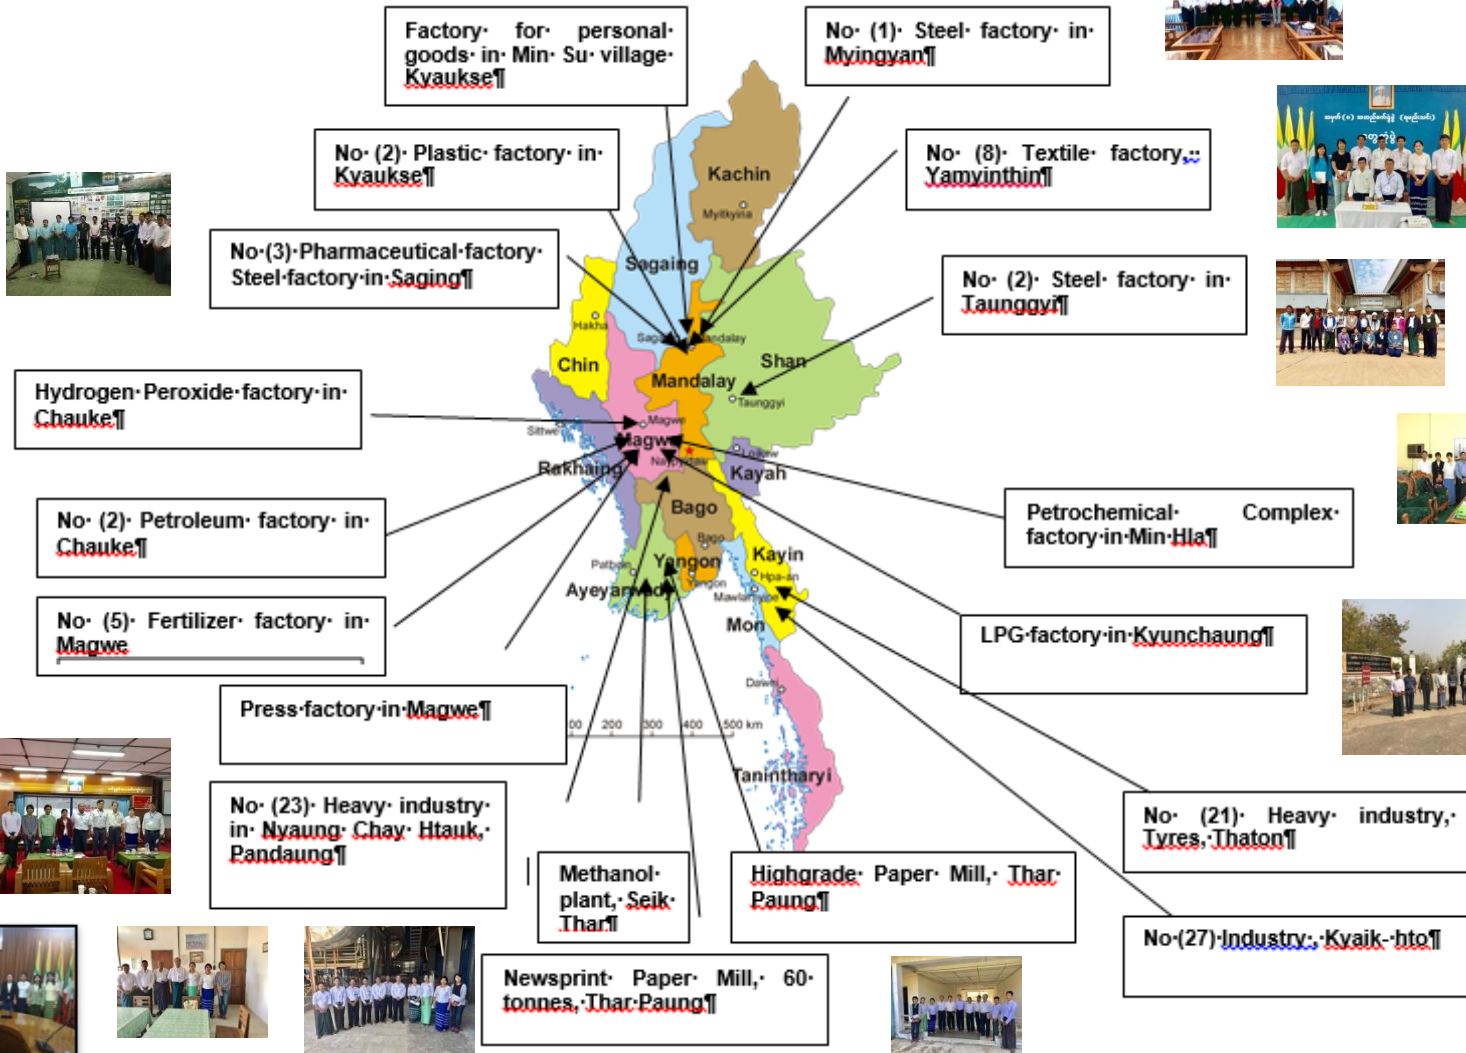 Factory for personal
goods in Min Su village
Kyaukse¶
No (1) Steel factory in
Myingyan¶
No (2) Plastic factory in
Kyaukse¶
No (8) Textile factory,
Yamyinthin¶
No (3) Pharmaceutical factory
Steel factory in Saging¶
No (2) Steel factory in
Taunggyi¶
Hydrogen Peroxide factory in
Chauke¶
No (2) Petroleum factory in
Chauke¶
Petrochemical Complex
factory in Min Hla¶
No (5) Fertilizer factory in
Magwe
LPG factory in Kyunchaung¶
Press factory in Magwe¶
No (23) Heavy industry
in Nyaung Chay Htauk,
Pandaung¶
No (21) Heavy industry,
Tyres, Thaton¶
Methanol
plant, Seik
Thar¶
Highgrade Paper Mill, Thar
Paung¶
No (27) Industry, Kyaik-hto¶
Newsprint Paper Mill, 60
tonnes, Thar Paung¶
Kachin
Myitkyina
Sagaing
Hakha
Chin
Mandalay
Shan
Taunggyi
Magwe
Magwe
Sittwe
Rakhaing
Naypyitaw
Loikaw
Kayah
Bago
Bago
Kayin
Hpa-an
Yangon
Yangon
Pathein
Ayeyarwady
Mawlamyine
Mon
Dawei
Tanintharyi
00 200 300 400 500 km